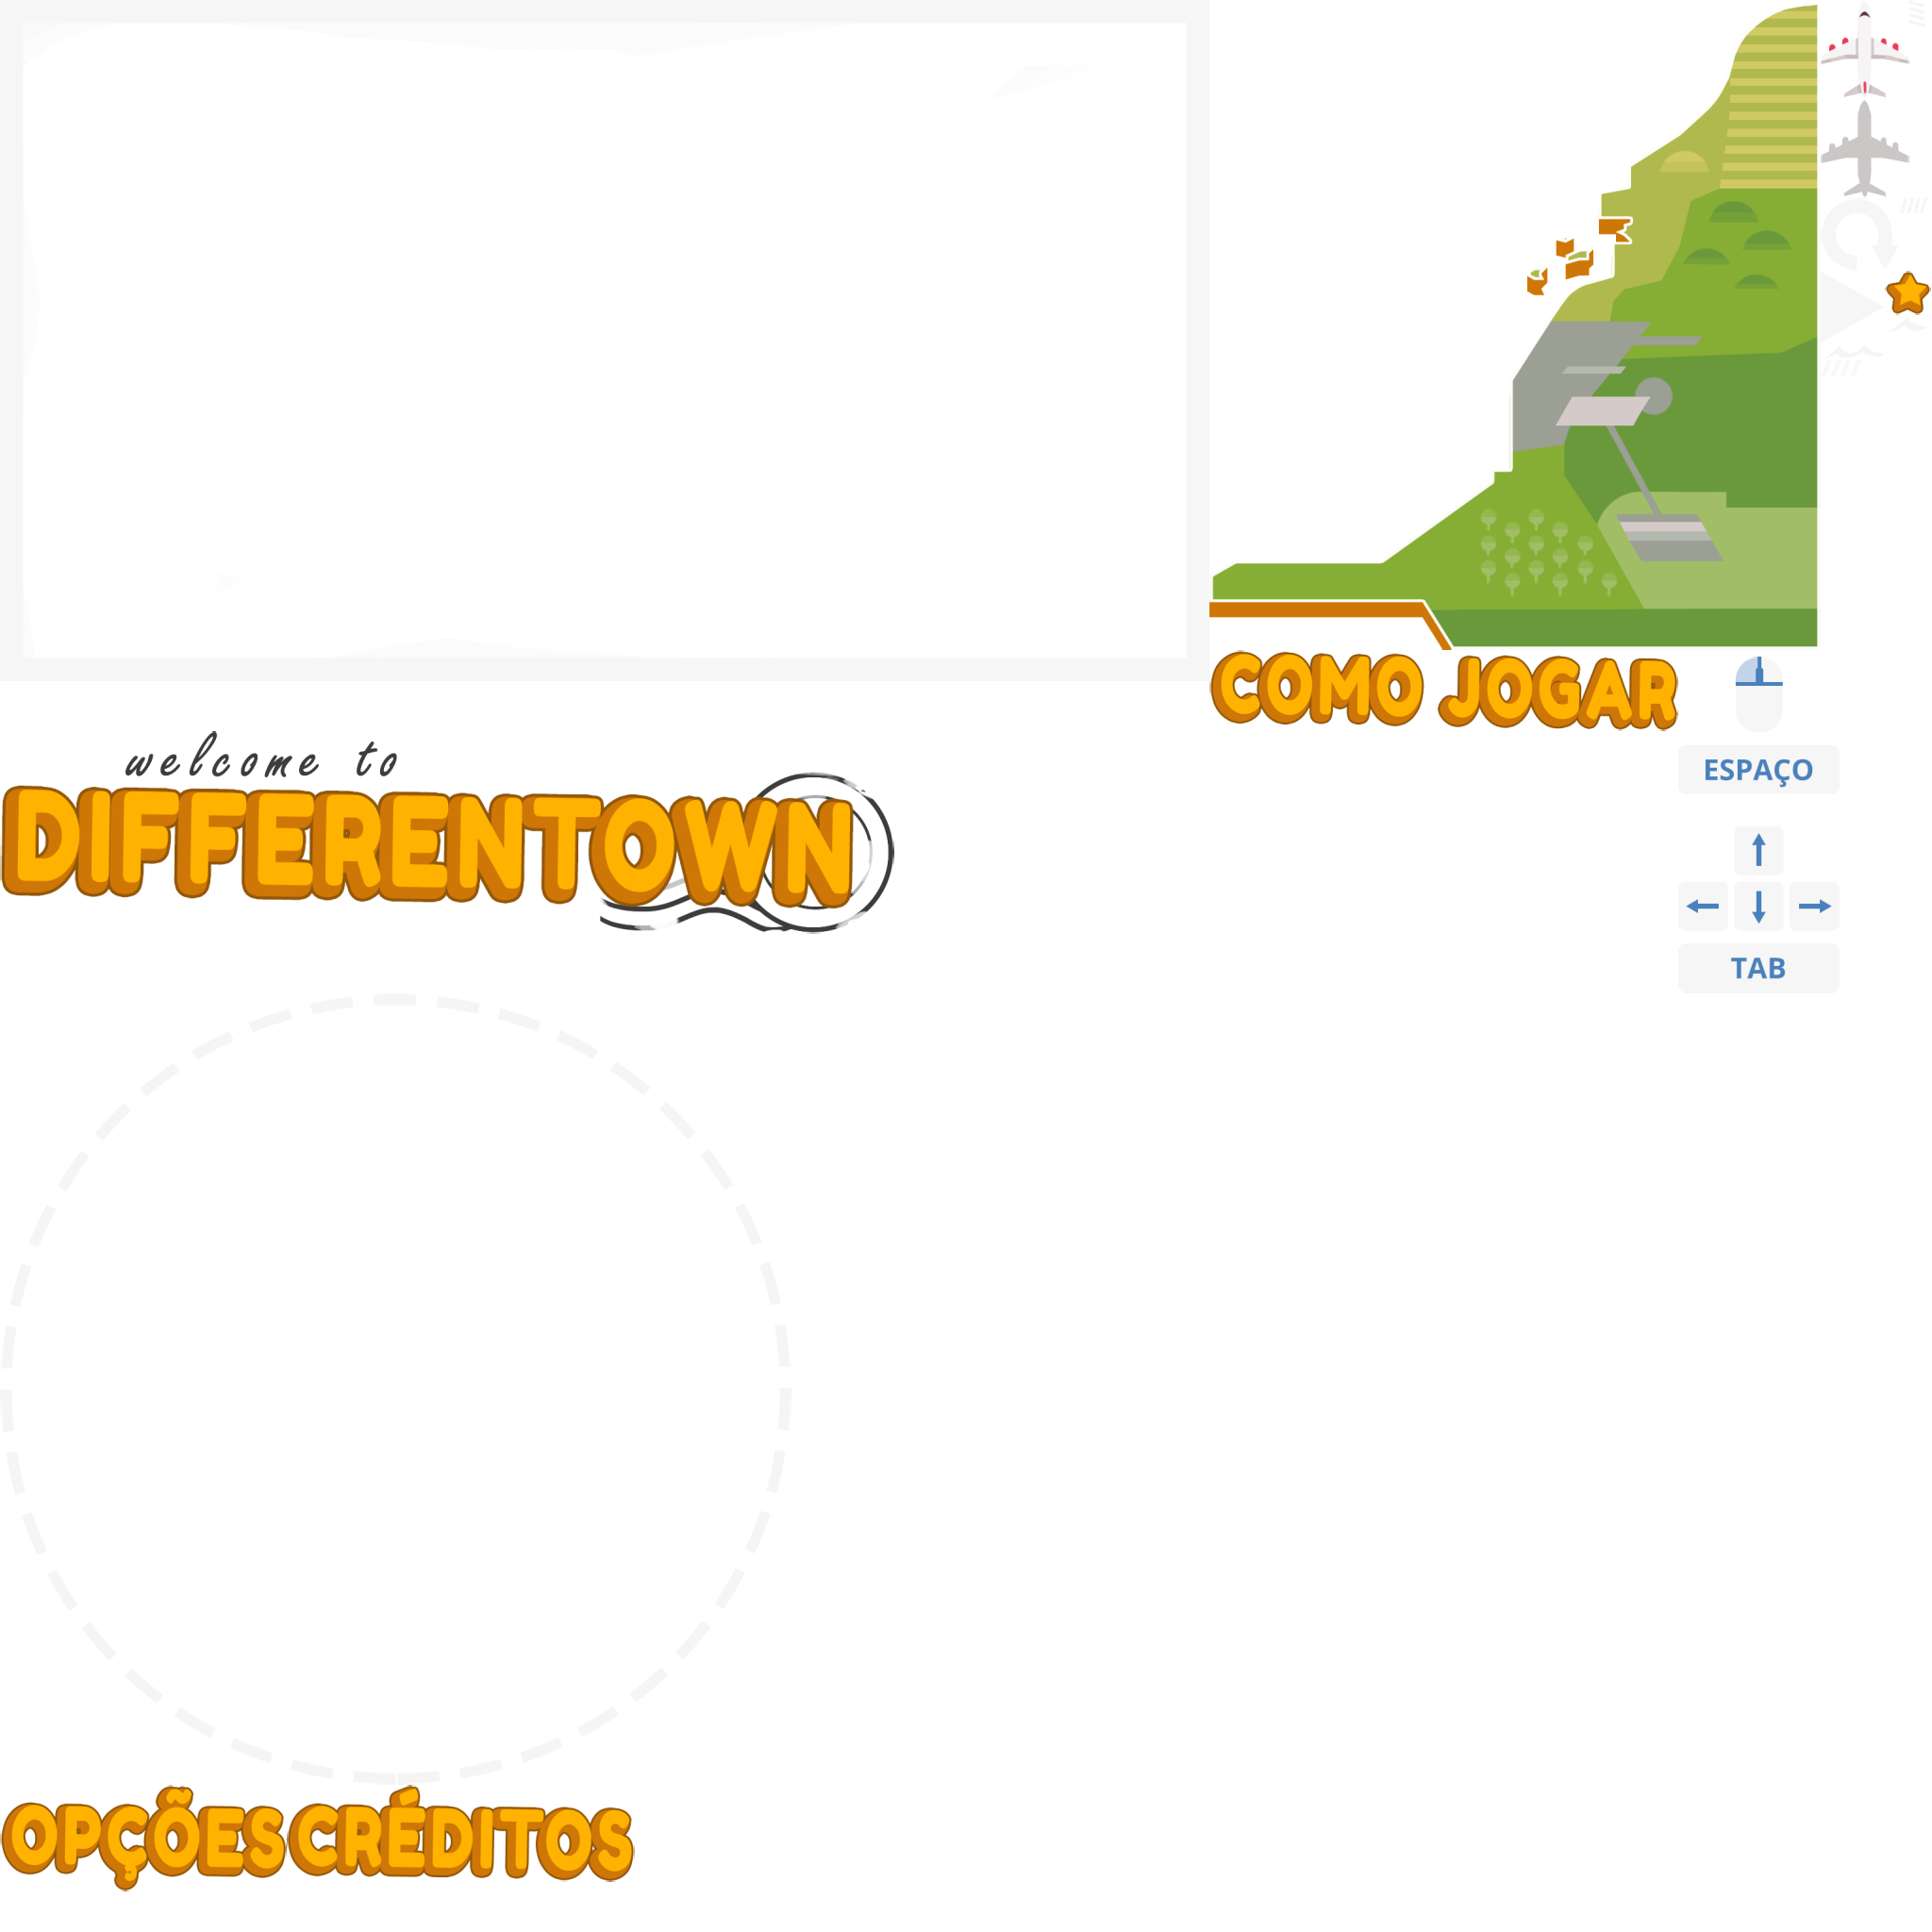 COMO JOGAR
ESPAÇO
welcome to
DIFFERENTOWN
TAB
OPÇÕES
CRÉDITOS